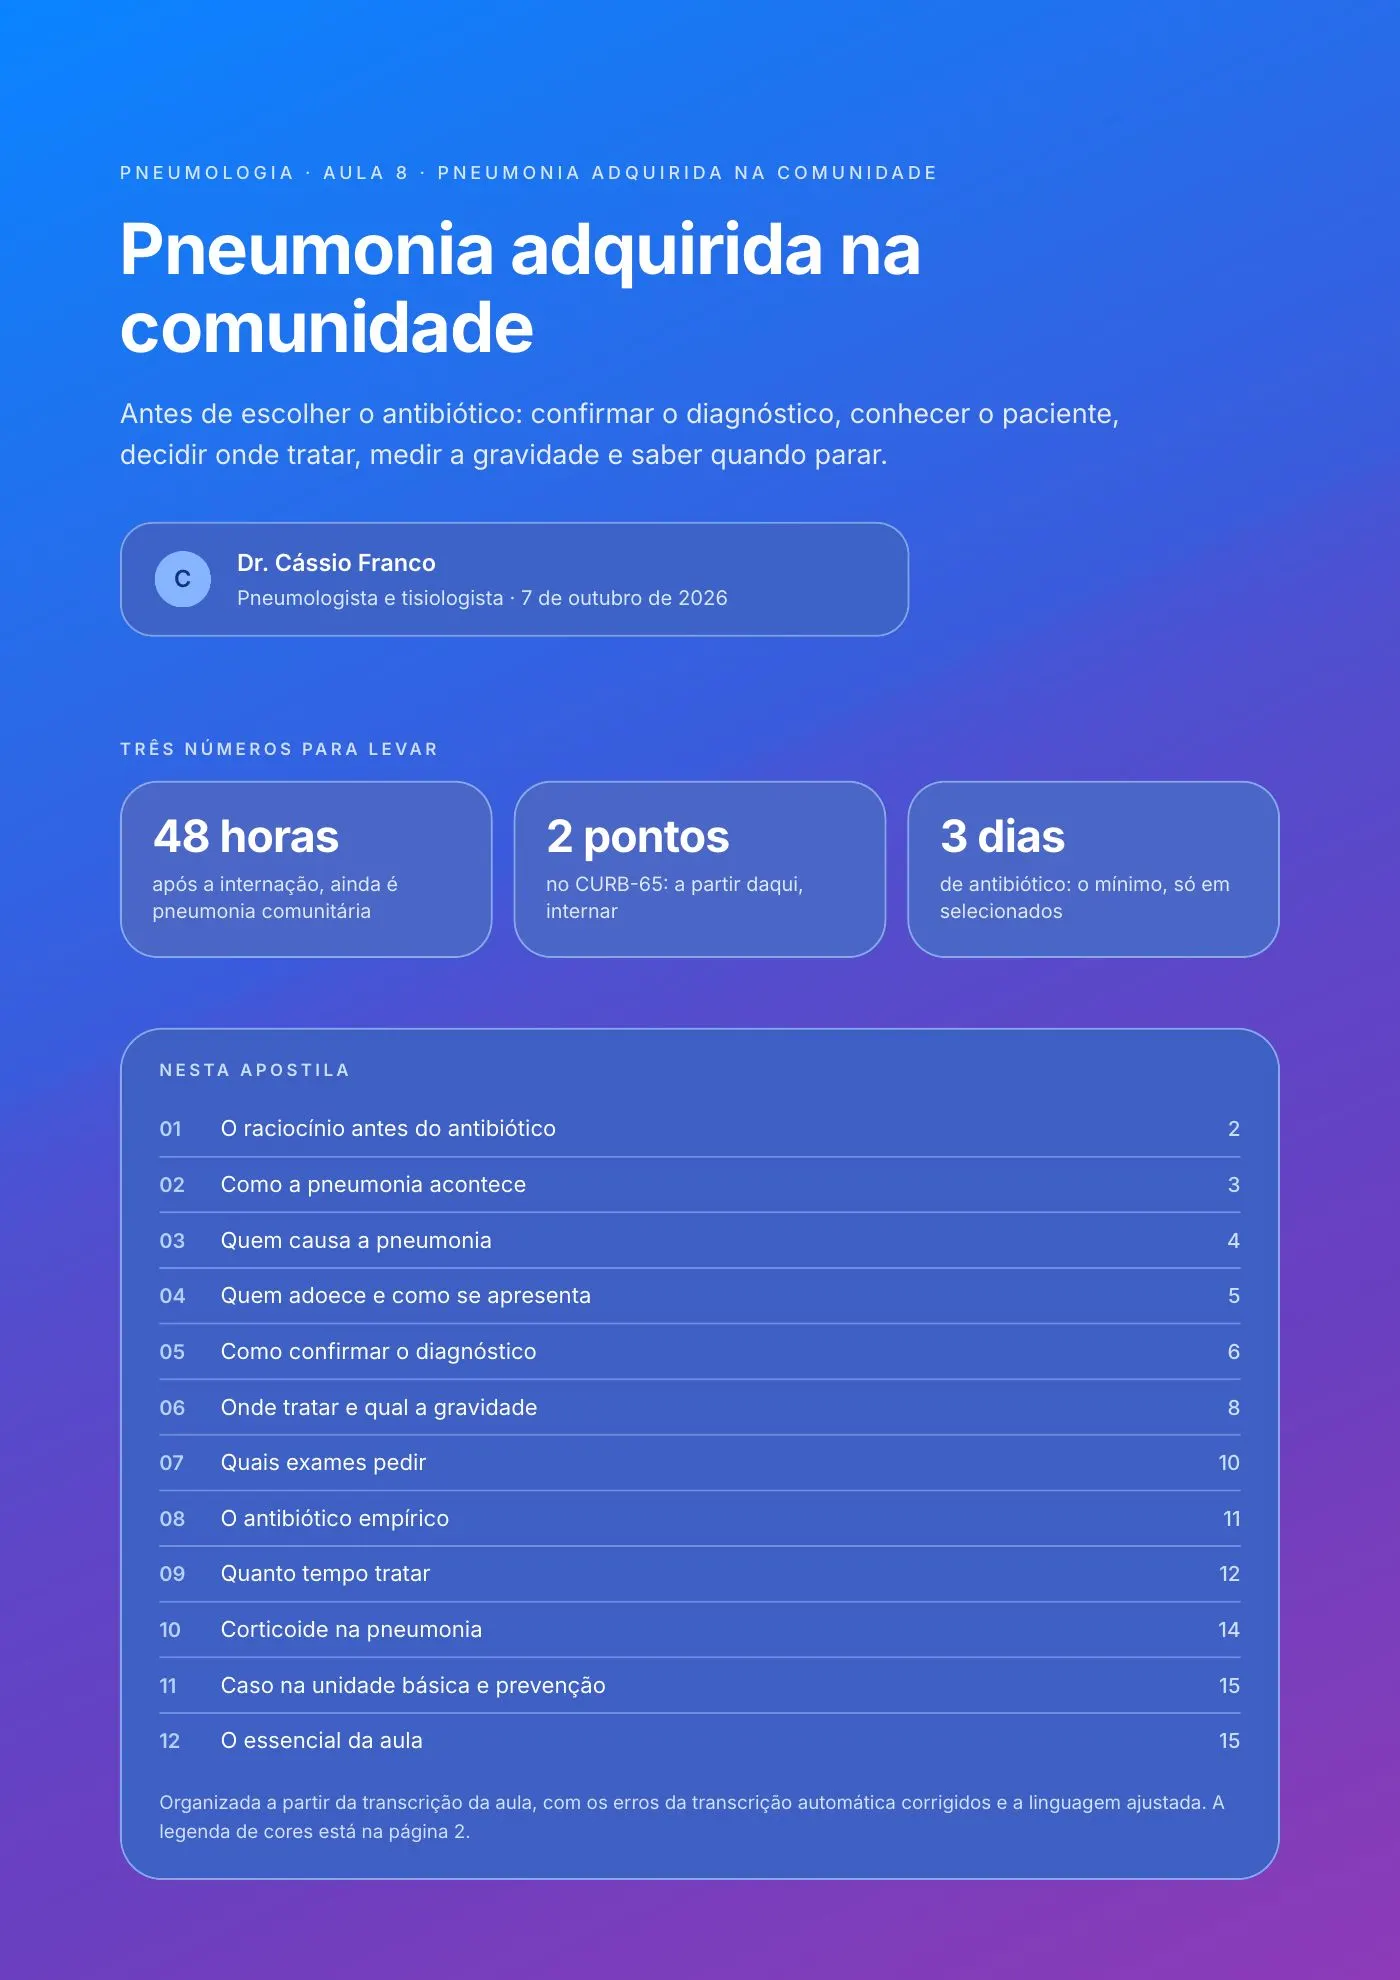 PNEUMOLOGIA · AULA 8 · PNEUMONIA ADQUIRIDA NA COMUNIDADE
Pneumonia adquirida na
comunidade
Antes de escolher o antibiótico: confirmar o diagnóstico, conhecer o paciente,
decidir onde tratar, medir a gravidade e saber quando parar.
C
Dr. Cássio Franco
Pneumologista e tisiologista · 7 de outubro de 2026
TRÊS NÚMEROS PARA LEVAR
48 horas
após a internação, ainda é
pneumonia comunitária
2 pontos
no CURB-65: a partir daqui,
internar
3 dias
de antibiótico: o mínimo, só em
selecionados
NESTA APOSTILA
01 O raciocínio antes do antibiótico 2
02 Como a pneumonia acontece 3
03 Quem causa a pneumonia 4
04 Quem adoece e como se apresenta 5
05 Como confirmar o diagnóstico 6
06 Onde tratar e qual a gravidade 8
07 Quais exames pedir 10
08 O antibiótico empírico 11
09 Quanto tempo tratar 12
10 Corticoide na pneumonia 14
11 Caso na unidade básica e prevenção 15
12 O essencial da aula 15
Organizada a partir da transcrição da aula, com os erros da transcrição automática corrigidos e a linguagem ajustada. A
legenda de cores está na página 2.